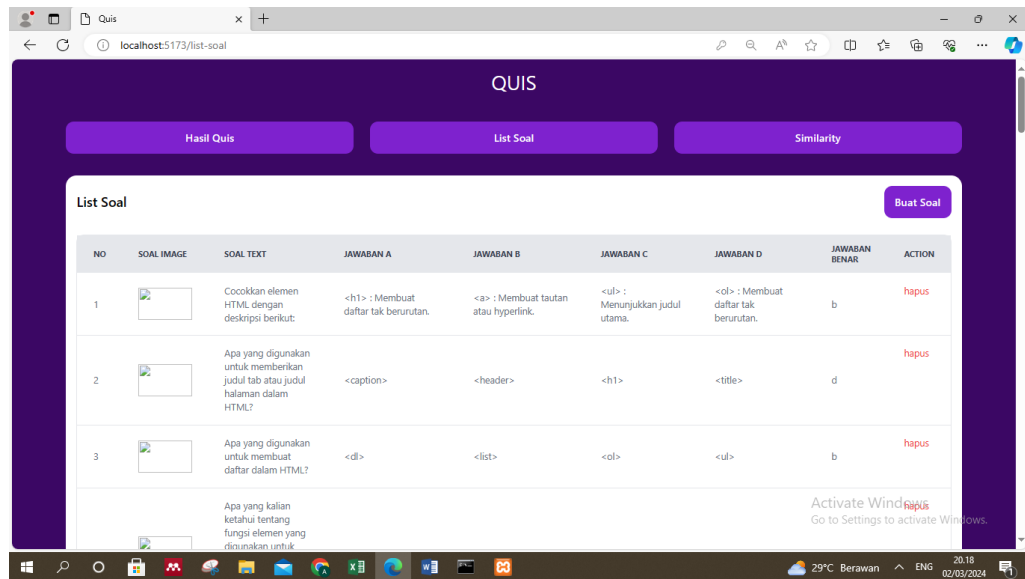 Quis
localhost:5173/list-soal
QUIS
Hasil Quis
List Soal
Similarity
List Soal
Buat Soal
NO SOAL IMAGE SOAL TEXT JAWABAN A JAWABAN B JAWABAN C JAWABAN D JAWABAN BENAR ACTION
1
Cocokkan elemen
HTML dengan
deskripsi berikut:
<h1> : Membuat
daftar tak berurutan.
<a> : Membuat tautan
atau hyperlink.
<ul> :
Menunjukkan judul
utama.
<ol> : Membuat
daftar tak
berurutan.
b
hapus
2
Apa yang digunakan
untuk memberikan
judul tab atau judul
halaman dalam
HTML?
<caption>
<header>
<h1>
<title>
d
hapus
3
Apa yang digunakan
untuk membuat
daftar dalam HTML?
<dl>
<list>
<ol>
<ul>
b
hapus
Apa yang kalian
ketahui tentang
fungsi elemen yang
digunakan untuk
hapus
Activate Windows
Go to Settings to activate Windows.
29°C Berawan
ENG
20.18
02/03/2024